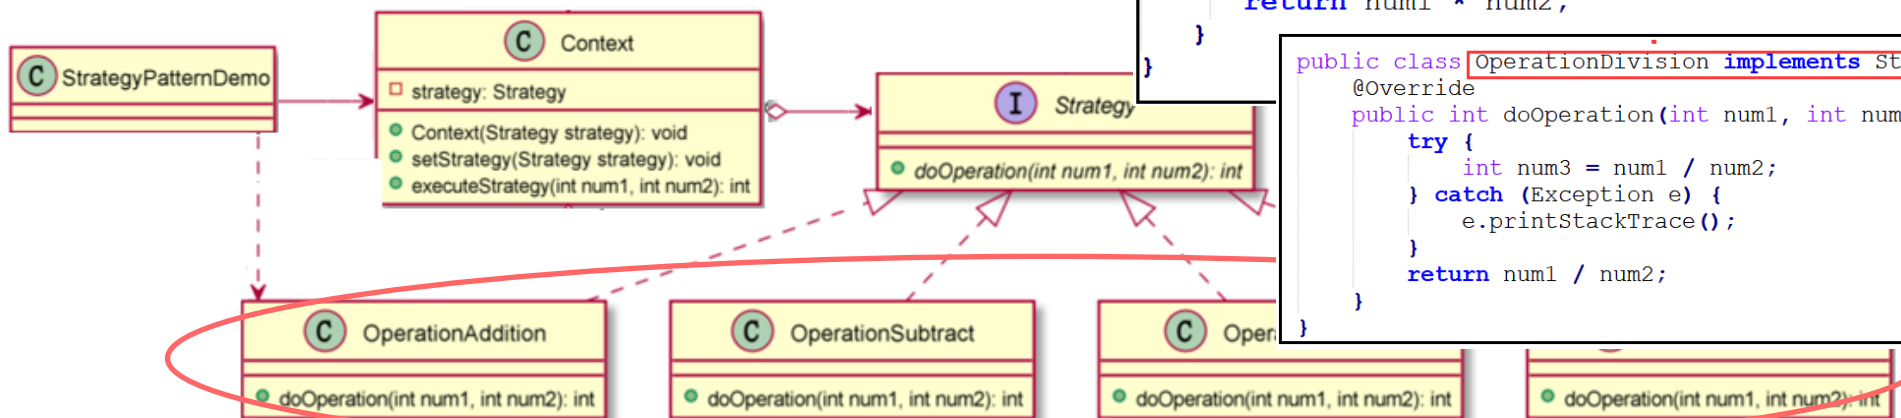 C StrategyPatternDemo
C Context
strategy: Strategy
Context(Strategy strategy): void
setStrategy(Strategy strategy): void
executeStrategy(int num1, int num2): int
I Strategy
doOperation(int num1, int num2): int
C OperationAddition
doOperation(int num1, int num2): int
C OperationSubtract
doOperation(int num1, int num2): int
C Oper
doOperation(int num1, int num2): int
doOperation(int num1, int num2): int
return num1 * num2;
}
}
public class OperationDivision implements St
@Override
public int doOperation(int num1, int num
try {
int num3 = num1 / num2;
} catch (Exception e) {
e.printStackTrace();
}
return num1 / num2;
}
}